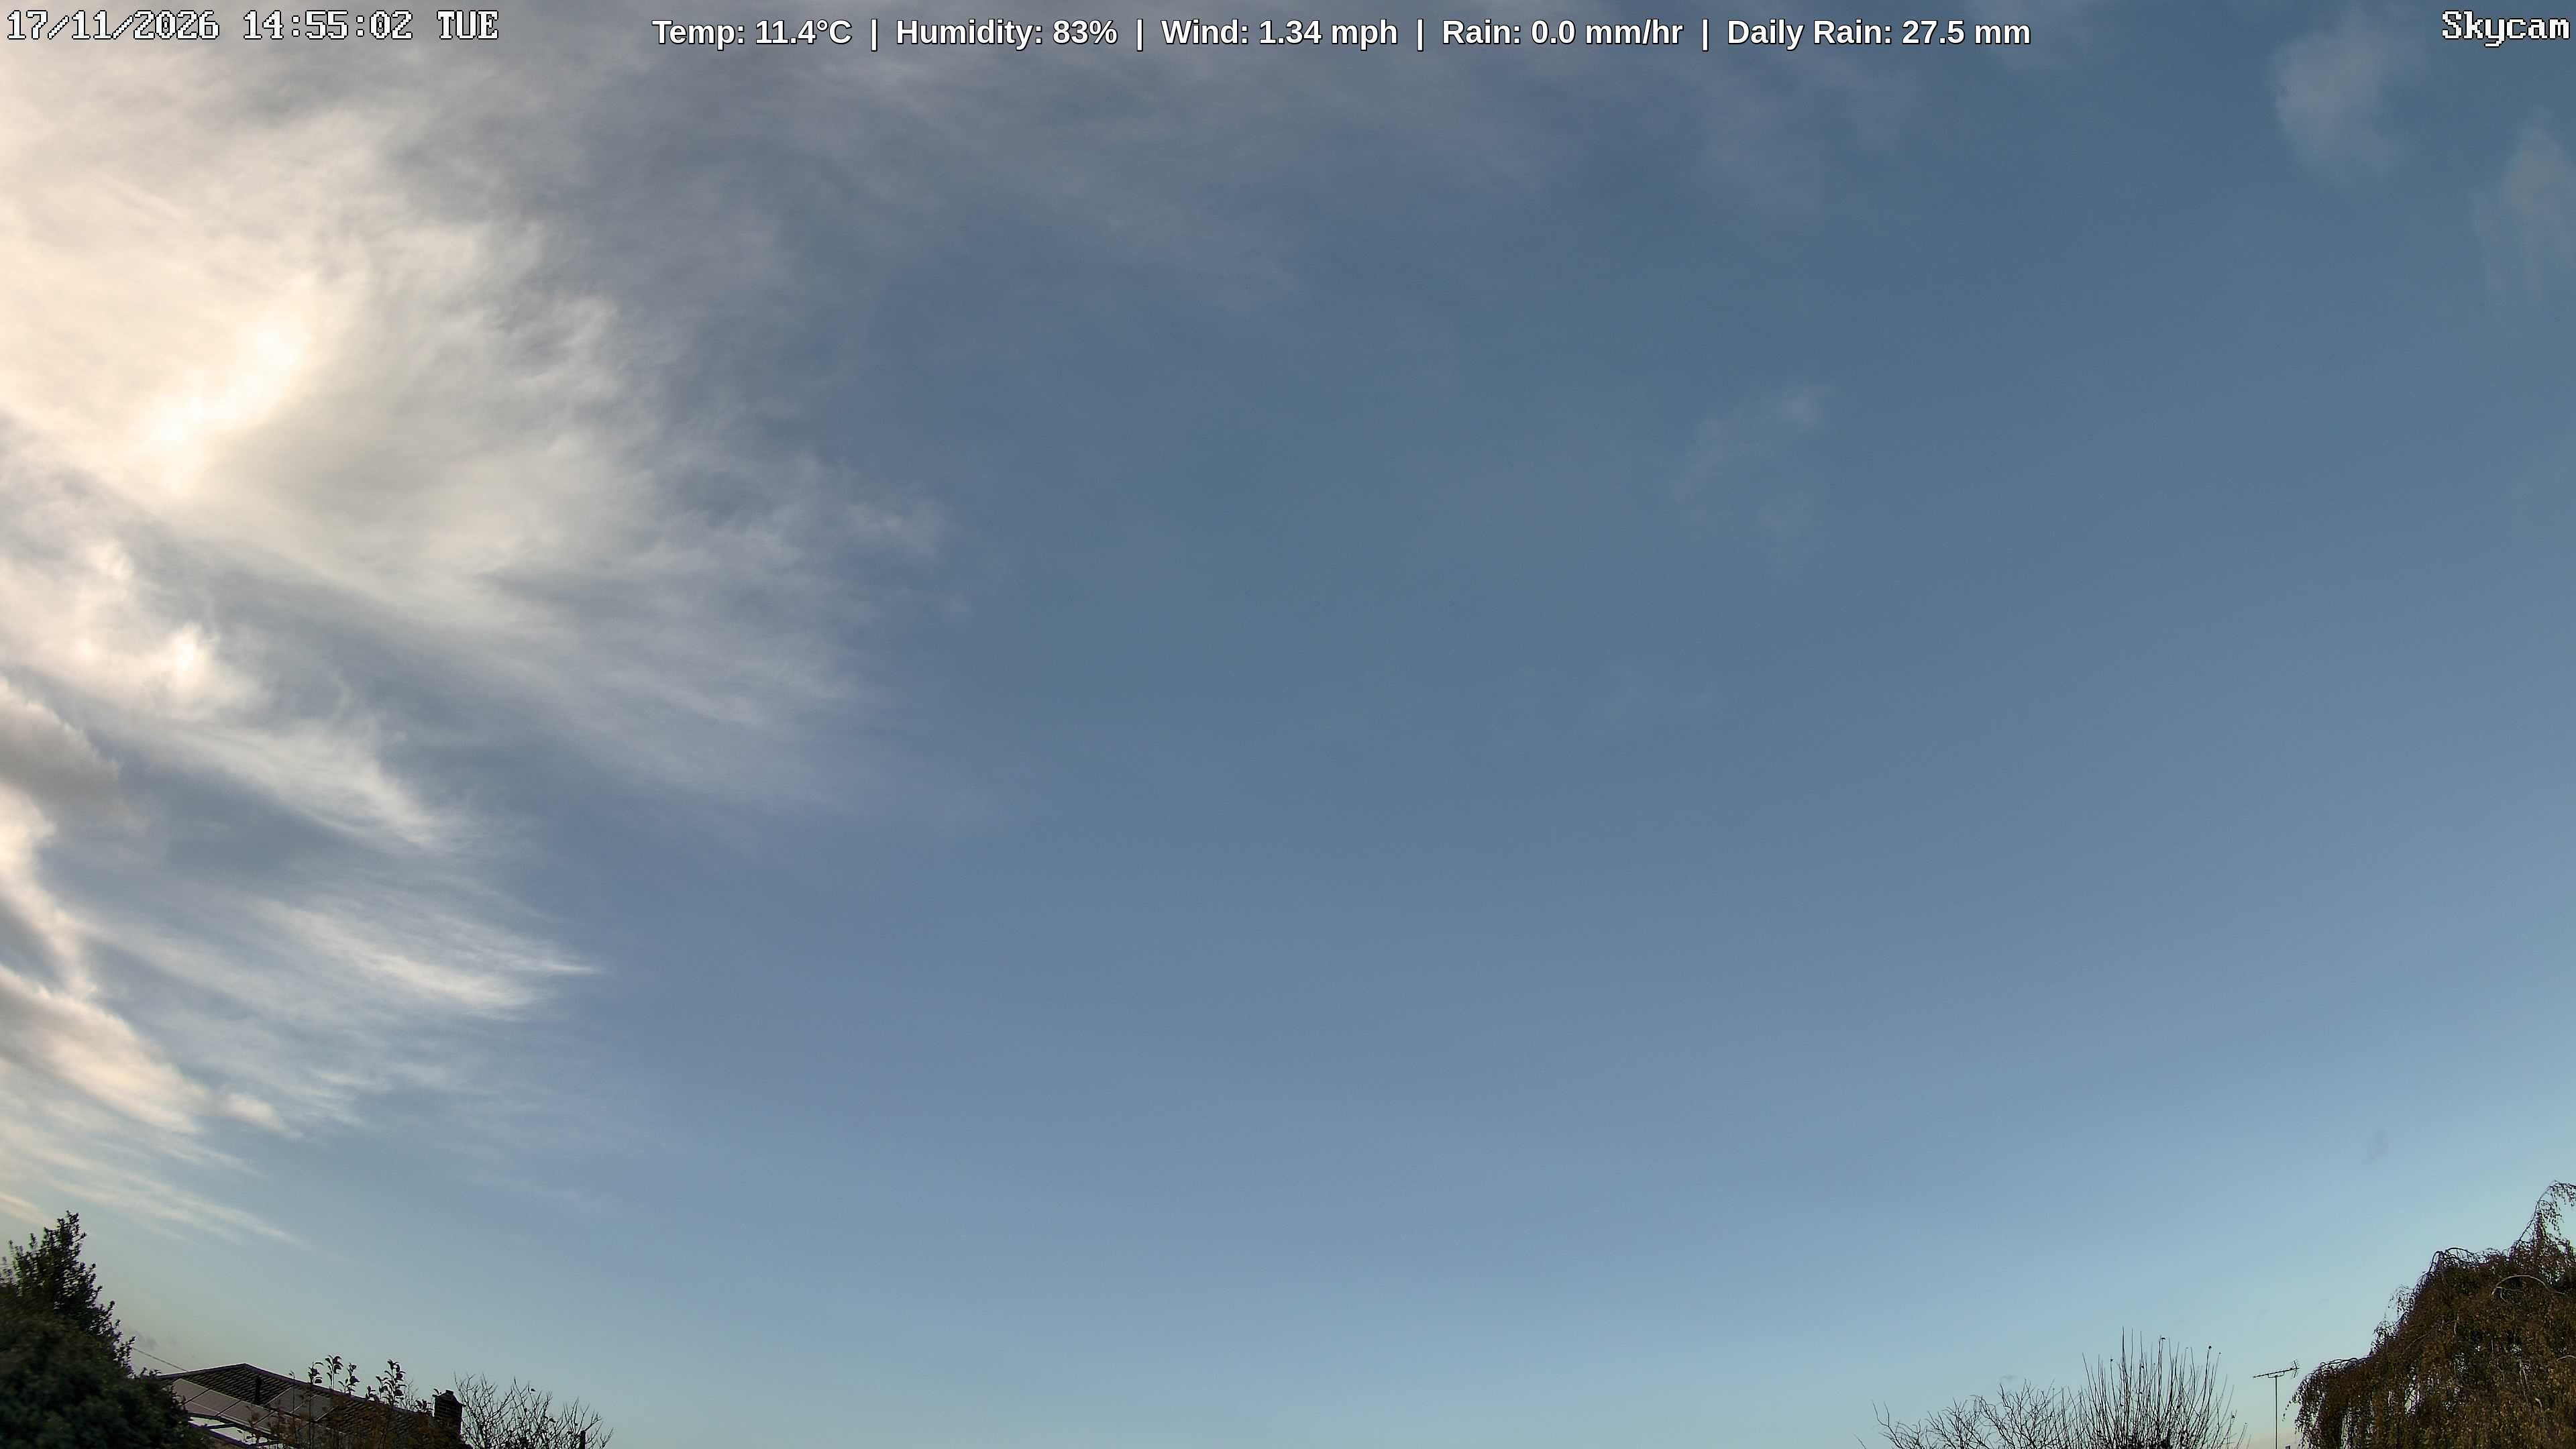 17/11/2026 14:55:02 TUE
Temp: 11.4°C | Humidity: 83% | Wind: 1.34 mph | Rain: 0.0 mm/hr | Daily Rain: 27.5 mm
Skycam